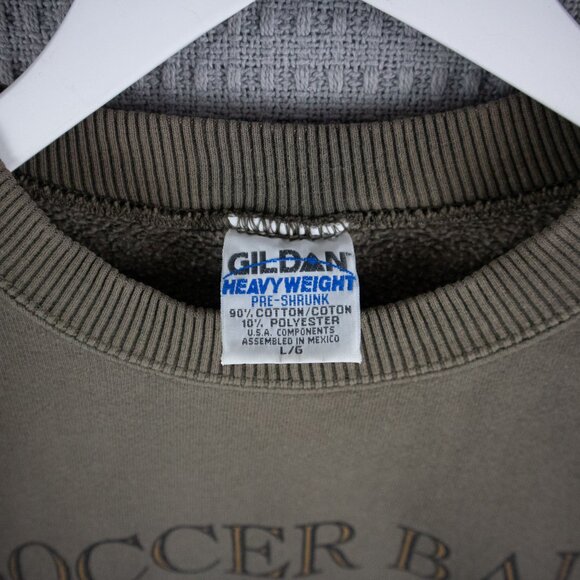 GILDAN
HEAVYWEIGHT
PRE-SHRUNK
90% COTTON/COTON
10% POLYESTER
U.S.A. COMPONENTS
ASSEMBLED IN MEXICO
L/G
OCCER BA